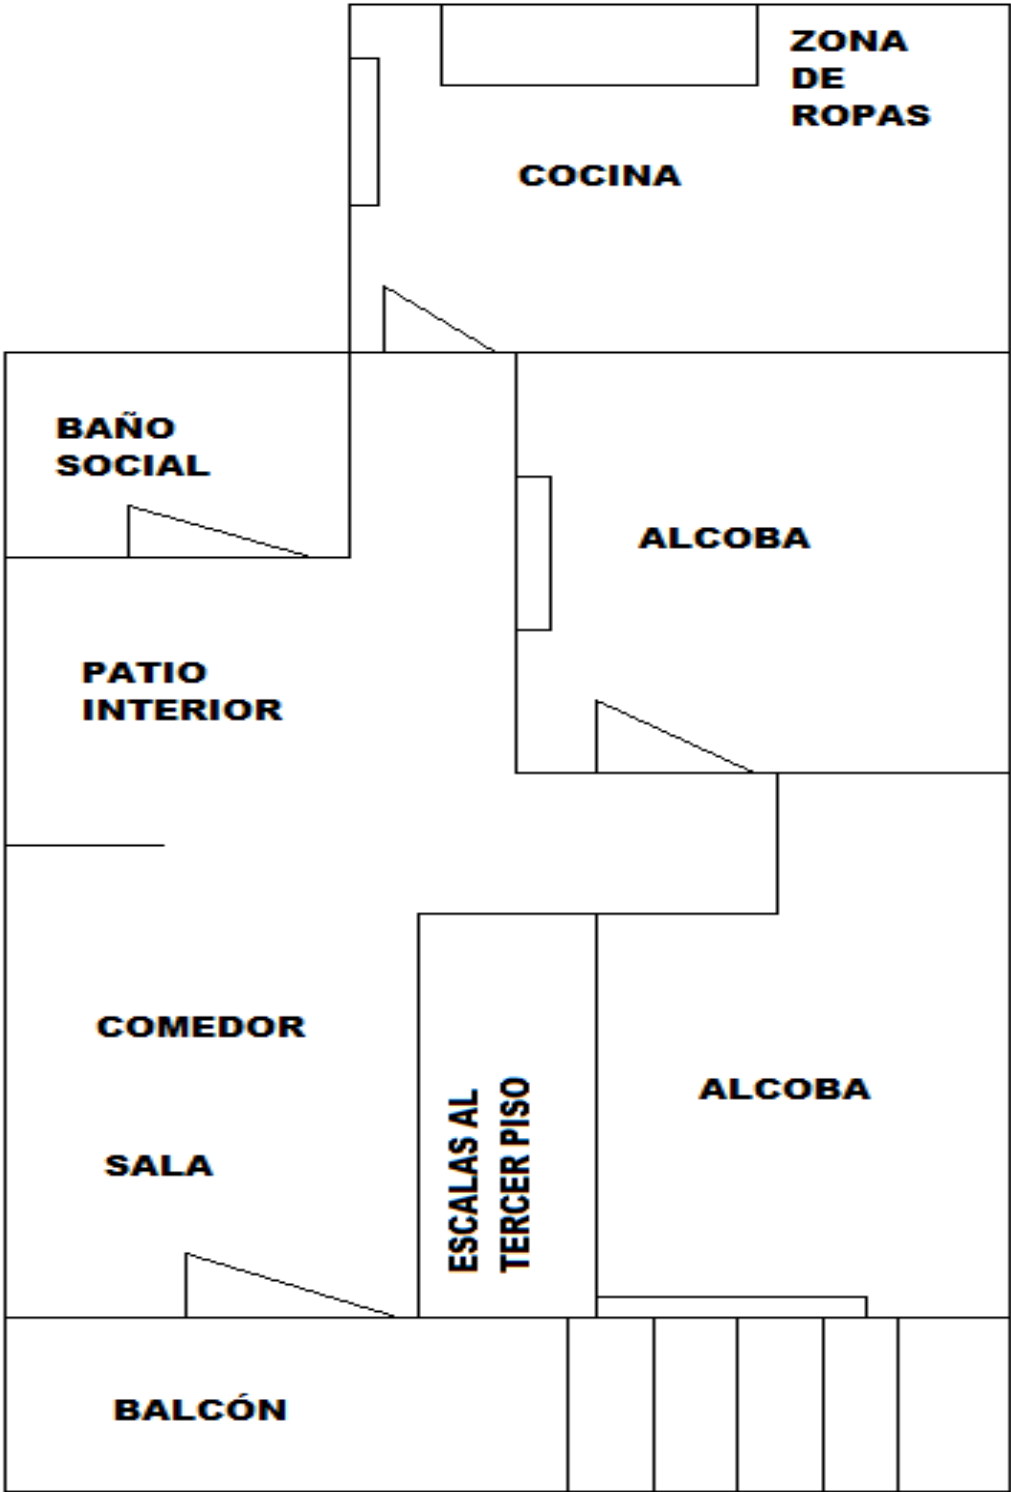 ZONA
DE
ROPAS
COCINA
BAÑO
SOCIAL
ALCOBA
PATIO
INTERIOR
COMEDOR
SALA
ESCALAS AL
TERCER PISO
ALCOBA
BALCÓN